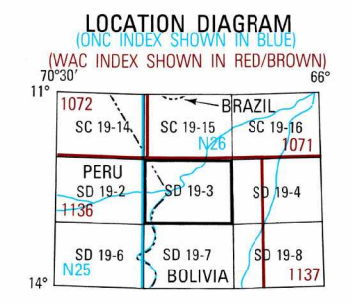 LOCATION DIAGRAM
(ONC INDEX SHOWN IN BLUE)
(WAC INDEX SHOWN IN RED/BROWN)
70°30' 66°
11°
1072 BRAZIL
SC 19-14 SC 19-15 SC 19-16
N26 1071
PERU
SD 19-2 SD 19-3 SD 19-4
1136
SD 19-6 SD 19-7 SD 19-8
N25 BOLIVIA 1137
14°